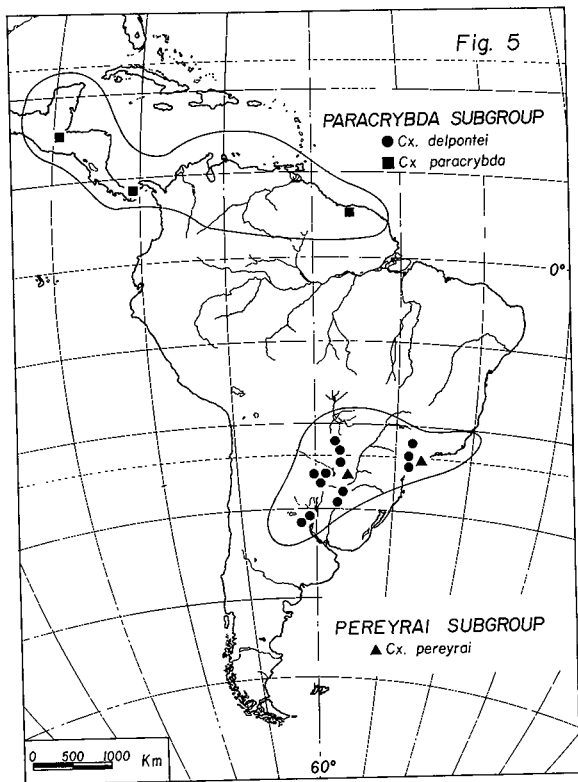 Fig. 5
PARACRYBDA SUBGROUP
● Cx. delpontei
■ Cx paracrybda
0°
PEREYRAI SUBGROUP
▲ Cx. pereyrai
0 500 1000 Km
60°